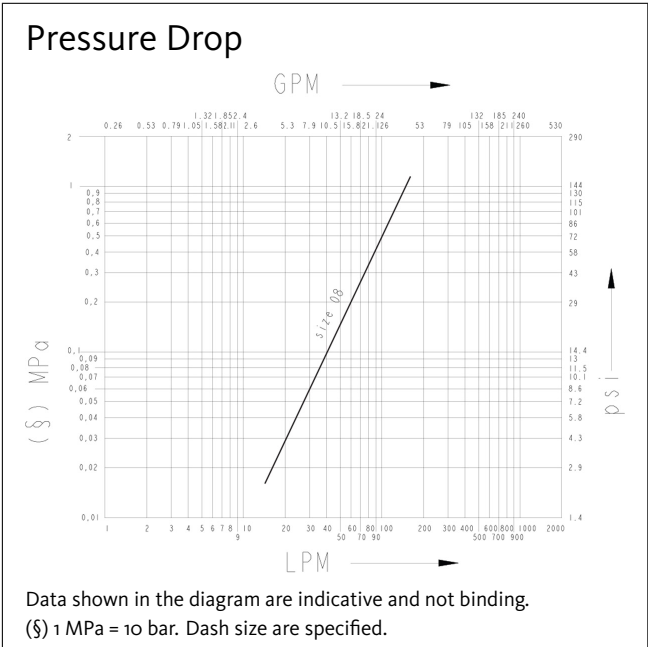 Pressure Drop
GPM
1.32 1.85 2.4 13.2 18.5 24 132 185 240
0.26 0.53 0.79 1.05 1.58 2.11 2.6 5.3 7.9 10.5 15.8 21.1 26 53 79 105 158 211 260 530
2 290
1 144
0,9 130
0,8 115
0,7 101
0,6 86
0,5 72
0,4 58
0,3 43
0,2 29
size 08
0,1 14.4
0,09 13
0,08 11.5
0,07 10.1
0,06 8.6
0,05 7.2
0,04 5.8
0,03 4.3
0,02 2.9
0,01 1.4
(§) MPa
psi
1 2 3 4 5 6 7 8 10 20 30 40 60 80 100 200 300 400 600 800 1000 2000
9 50 70 90 500 700 900
LPM
Data shown in the diagram are indicative and not binding.
(§) 1 MPa = 10 bar. Dash size are specified.